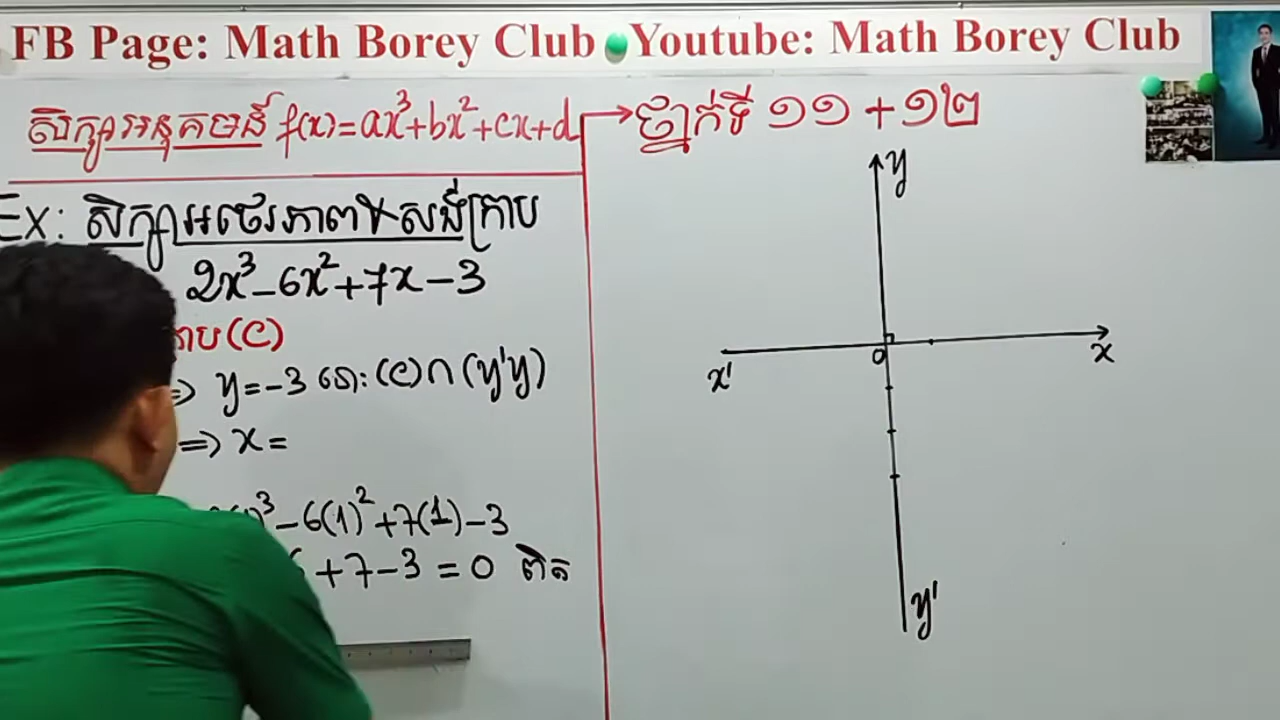 FB Page: Math Borey Club Youtube: Math Borey Club
សិក្សាអនុគមន៍ f(x)=ax³+bx²+cx+d → ថ្នាក់ទី ១១ + ១២
Ex: សិក្សាអថេរភាព & សង់ក្រាប
2x³-6x²+7x-3
(C)
⇒ y=-3 នោះ (C)∩(y'y)
⇒ x=
³-6(1)²+7(1)-3
+7-3=0 ពិត
y
x'
0
x
y'